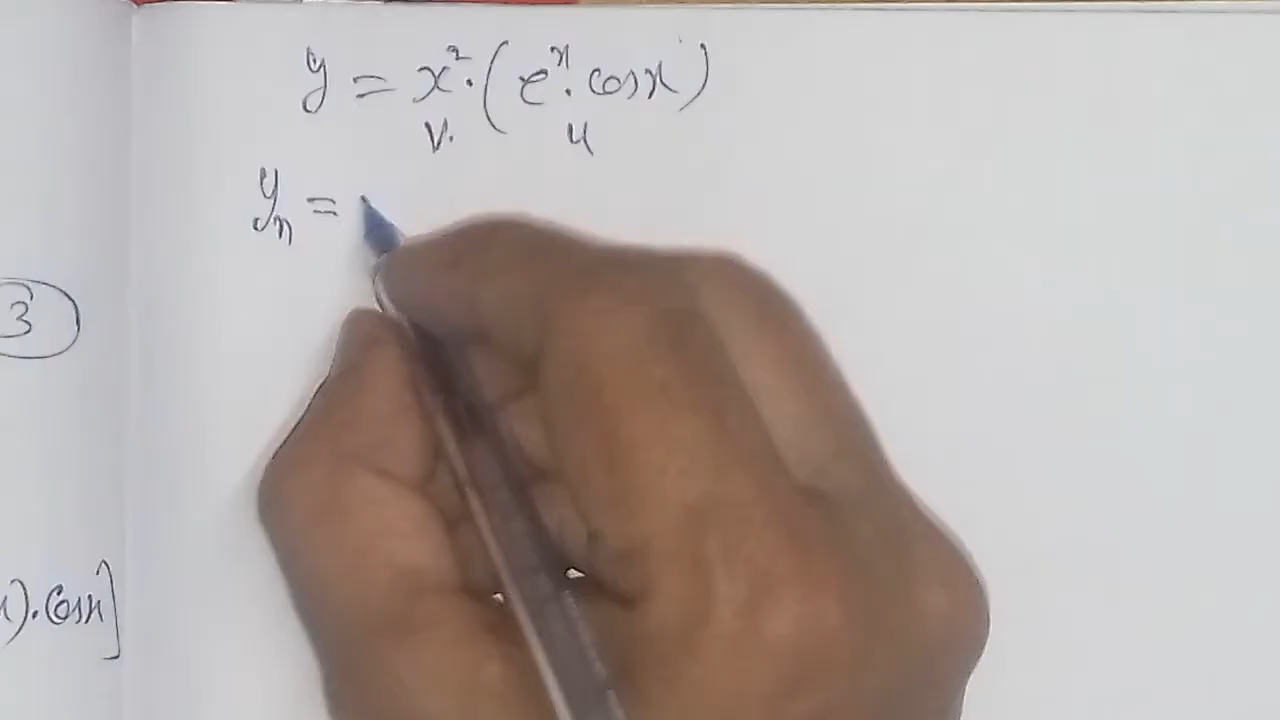 y = x². (eˣ. cosx)
v. u
yₙ =
3
x).Cosx]